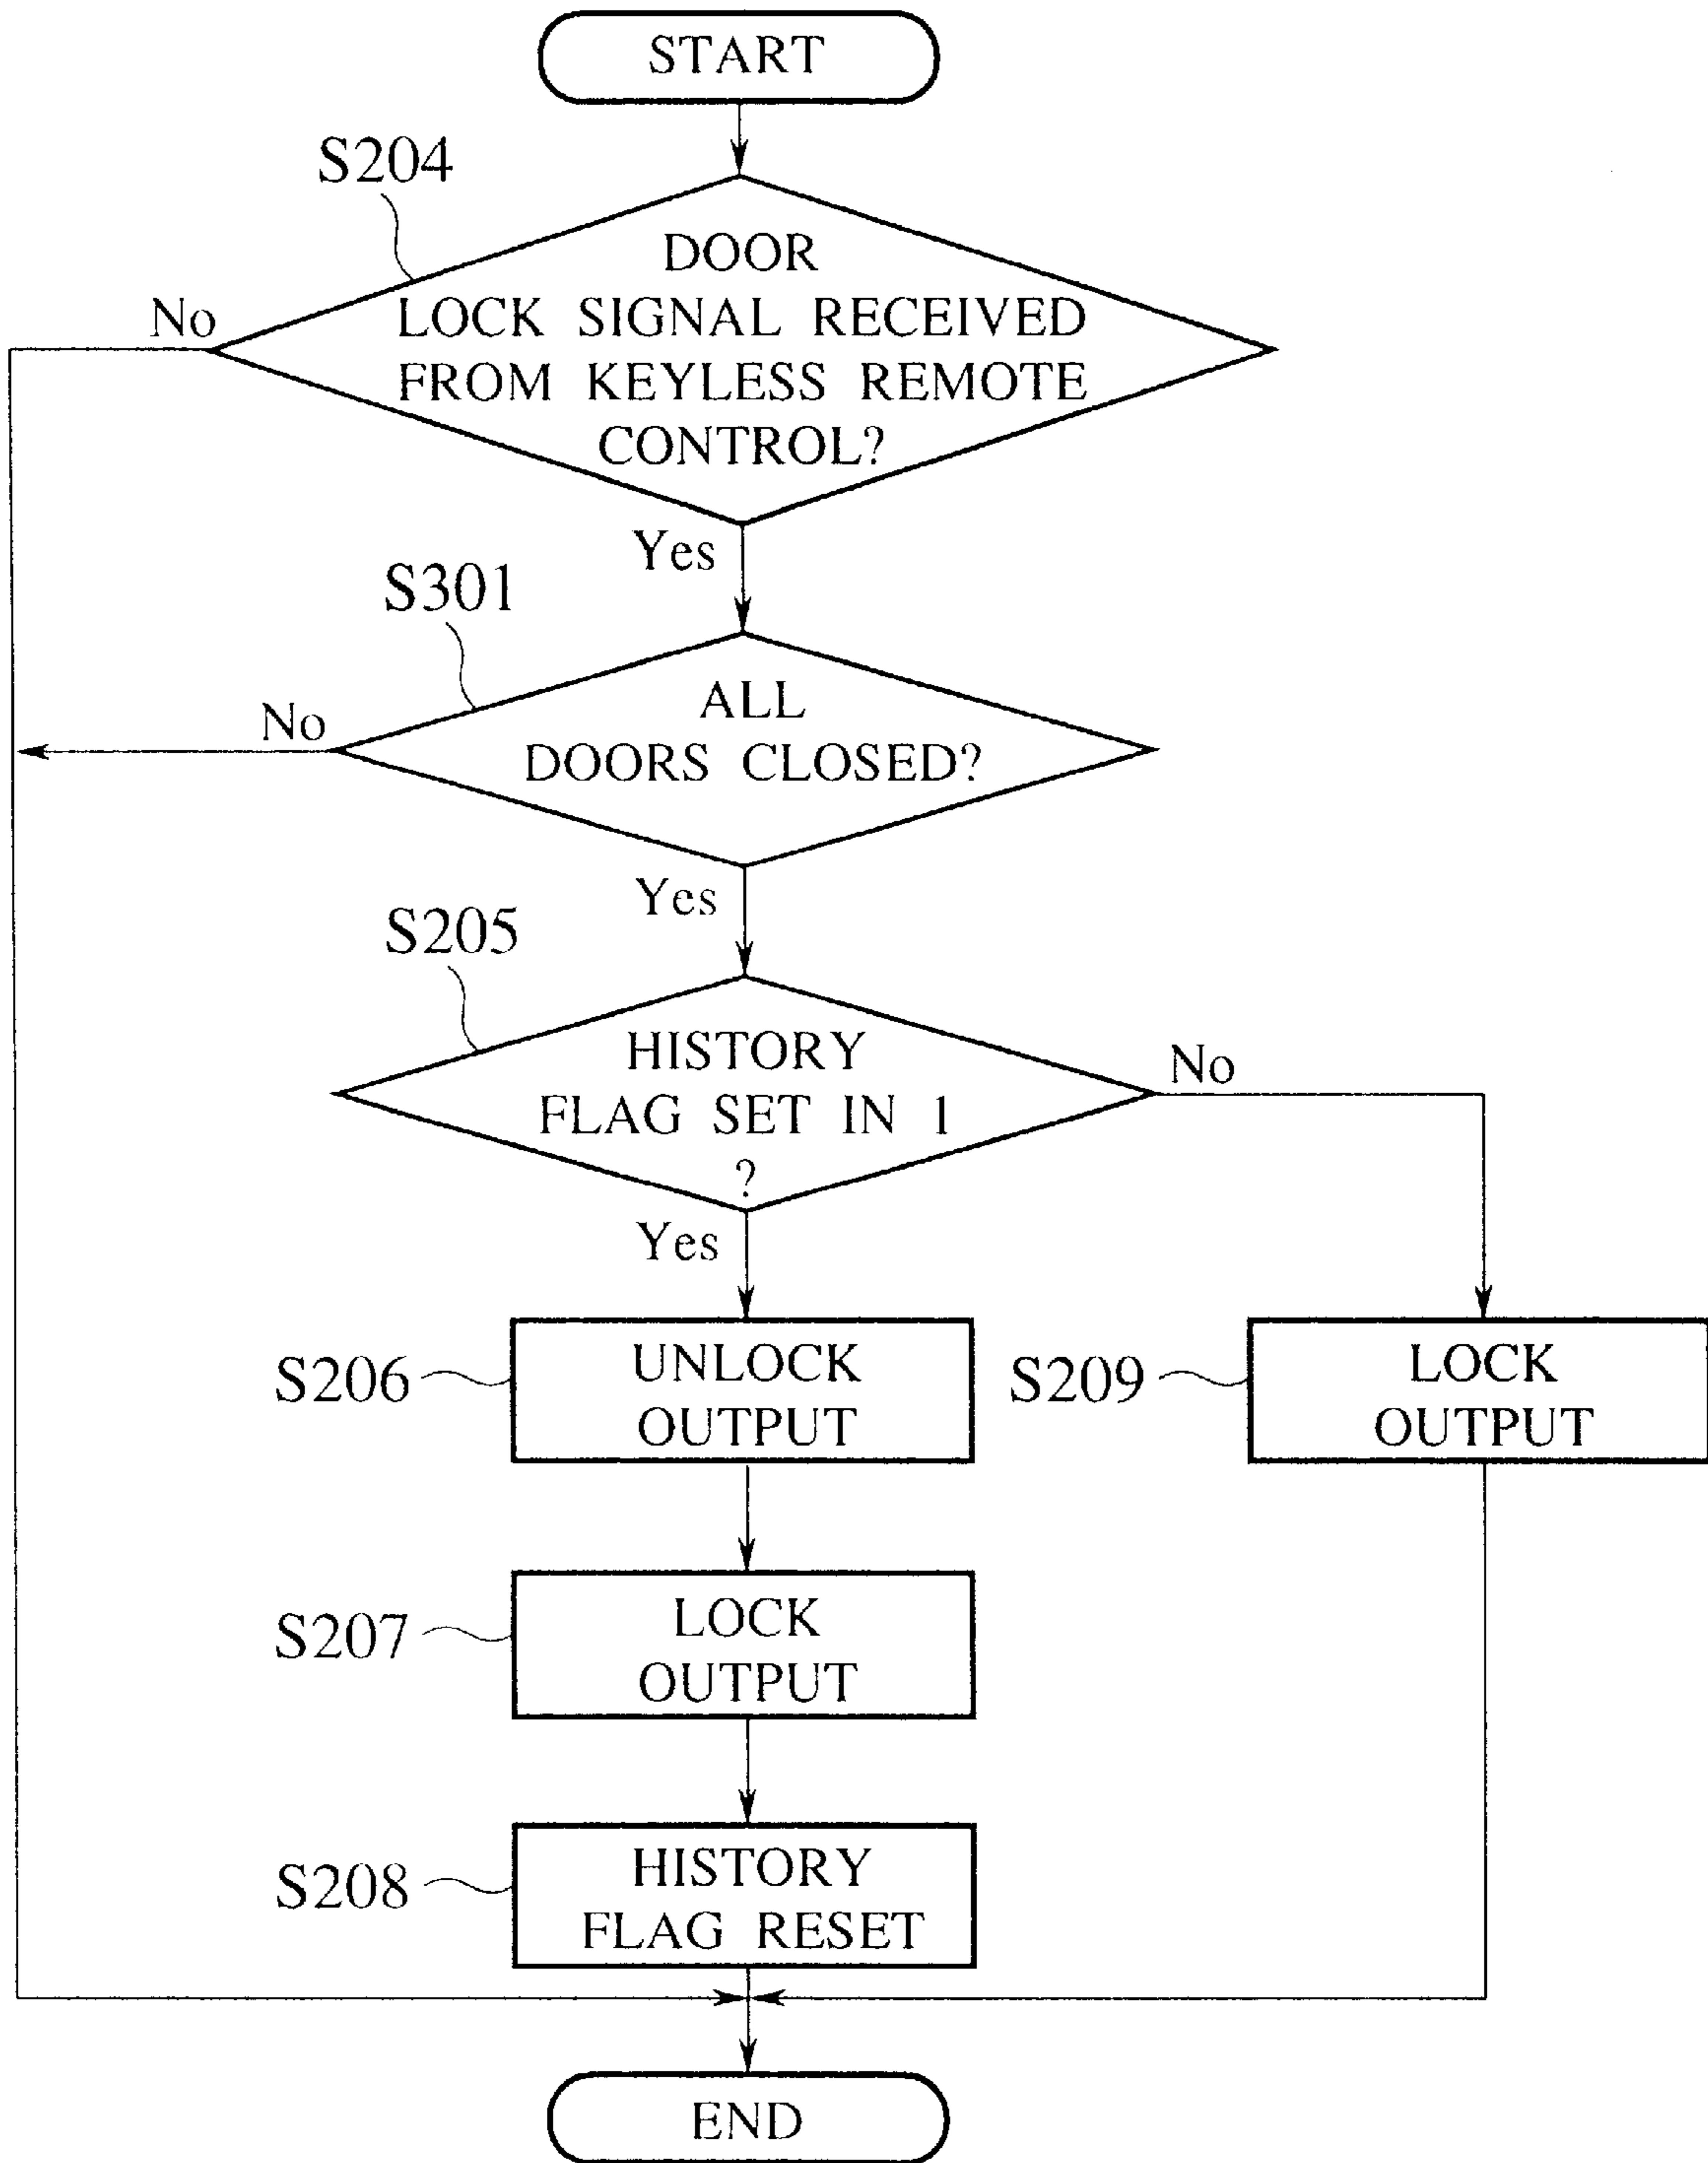 START
S204
DOOR
LOCK SIGNAL RECEIVED
FROM KEYLESS REMOTE
CONTROL?
No
Yes
S301
ALL
DOORS CLOSED?
No
Yes
S205
HISTORY
FLAG SET IN 1
?
No
Yes
S206
UNLOCK
OUTPUT
S209
LOCK
OUTPUT
S207
LOCK
OUTPUT
S208
HISTORY
FLAG RESET
END